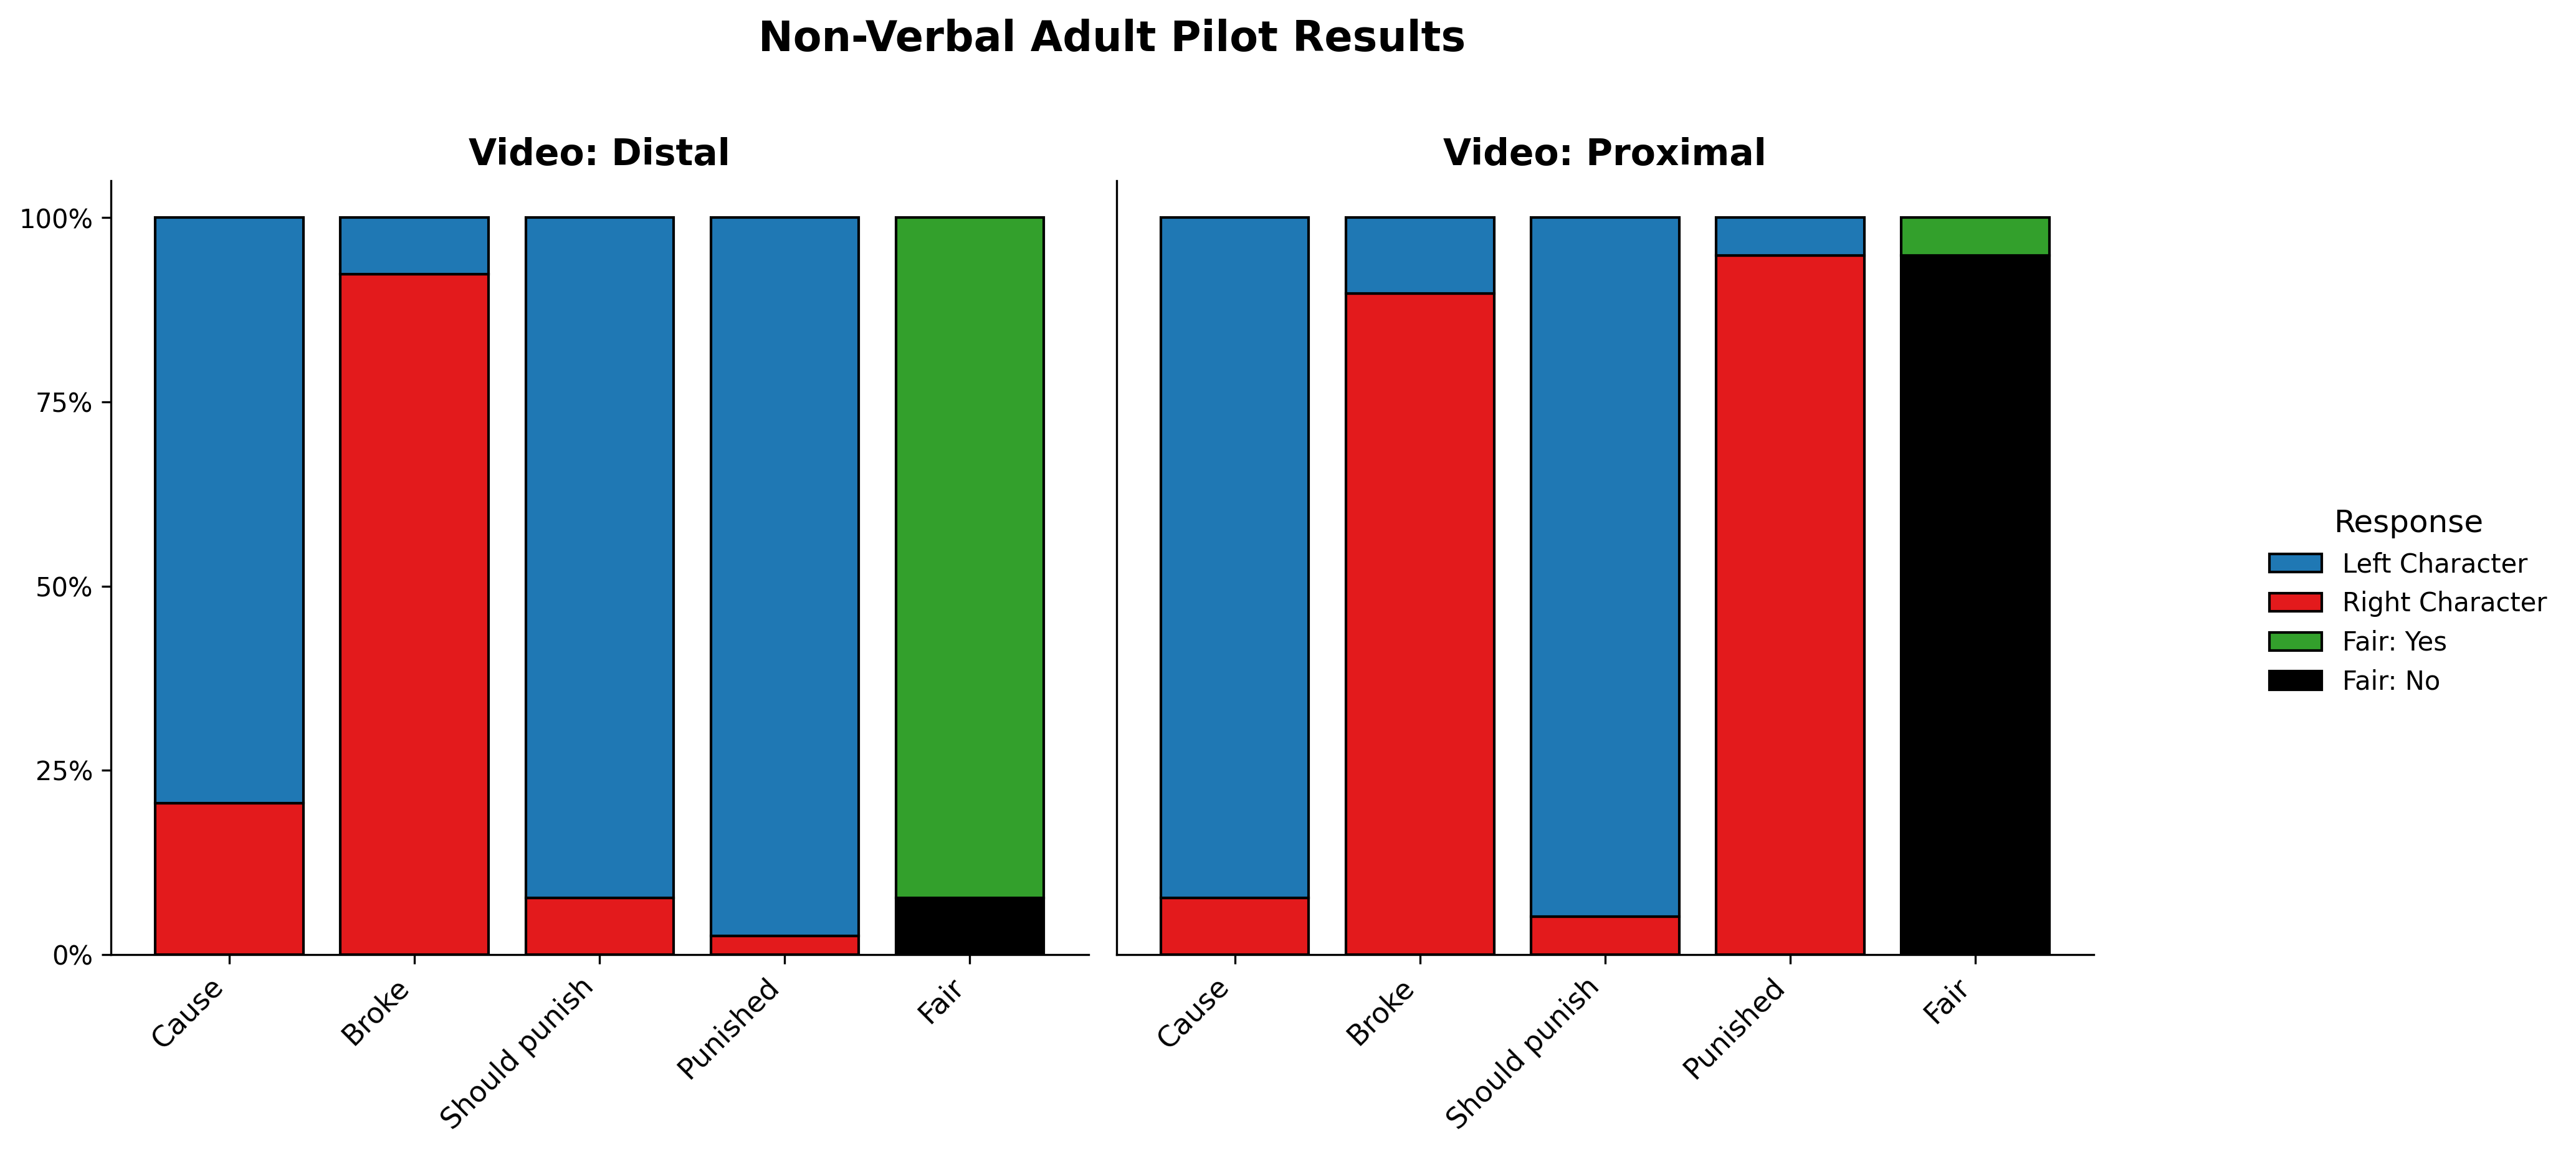 Non-Verbal Adult Pilot Results
Video: Distal
Video: Proximal
100%
75%
50%
25%
0%
Cause
Broke
Should punish
Punished
Fair
Cause
Broke
Should punish
Punished
Fair
Response
Left Character
Right Character
Fair: Yes
Fair: No